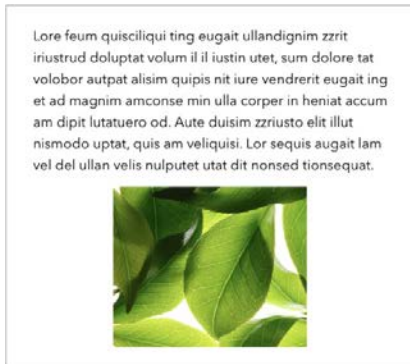 Lore feum quisciliqui ting eugait ullandignim zzrit
iriustrud doluptat volum il il iustin utet, sum dolore tat
volobor autpat alisim quipis nit iure vendrerit eugait ing
et ad magnim amconse min ulla corper in heniat accum
am dipit lutatuero od. Aute duisim zzriusto elit illut
nismodo uptat, quis am veliquisi. Lor sequis augait lam
vel del ullan velis nulputet utat dit nonsed tionsequat.